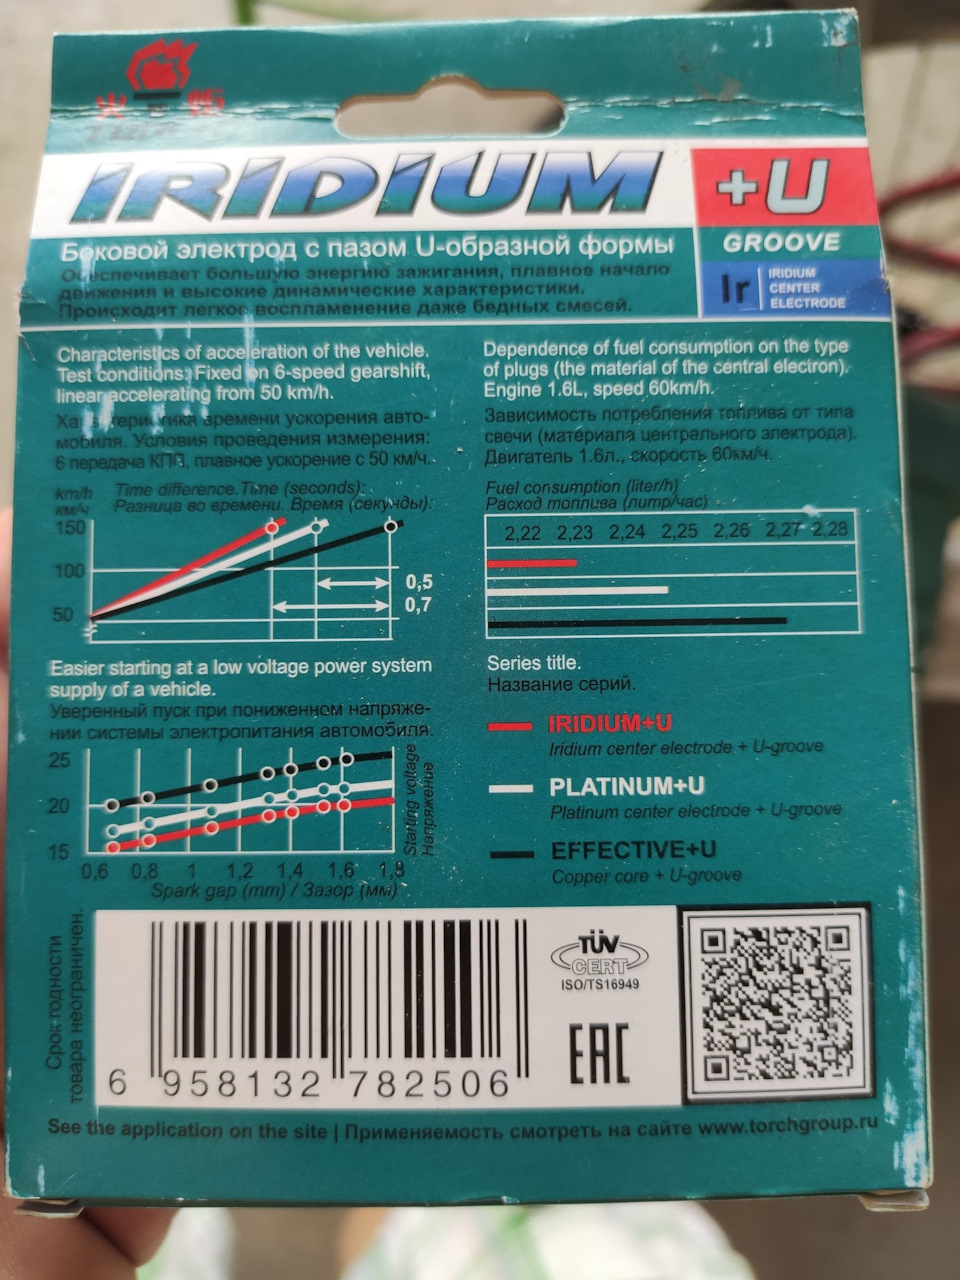 火 炬
IRIDIUM
+U
GROOVE
Боковой электрод с пазом U-образной формы
Обеспечивает большую энергию зажигания, плавное начало
движения и высокие динамические характеристики.
Происходит легкое воспламенение даже бедных смесей.
Ir
IRIDIUM
CENTER
ELECTRODE
Characteristics of acceleration of the vehicle.
Test conditions: Fixed on 6-speed gearshift,
linear accelerating from 50 km/h.
Характеристика времени ускорения авто-
мобиля. Условия проведения измерения:
6 передача КПП, плавное ускорение с 50 км/ч.
km/h
км/ч
Time difference.Time (seconds):
Разница во времени. Время (секунды):
150
100
50
0,5
0,7
Dependence of fuel consumption on the type
of plugs (the material of the central electron).
Engine 1.6L, speed 60km/h.
Зависимость потребления топлива от типа
свечи (материала центрального электрода).
Двигатель 1.6л., скорость 60км/ч.
Fuel consumption (liter/h)
Расход топлива (литр/час)
2,22 2,23 2,24 2,25 2,26 2,27 2,28
Easier starting at a low voltage power system
supply of a vehicle.
Уверенный пуск при пониженном напряже-
нии системы электропитания автомобиля.
25
20
15
0,6 0,8 1 1,2 1,4 1,6 1,8
Spark gap (mm) / Зазор (мм)
Starting voltage
Напряжение
Series title.
Название серий.
IRIDIUM+U
Iridium center electrode + U-groove
PLATINUM+U
Platinum center electrode + U-groove
EFFECTIVE+U
Copper core + U-groove
Срок годности
товара неограничен.
6 958132 782506
TÜV
CERT
ISO/TS16949
EAC
See the application on the site | Применяемость смотреть на сайте www.torchgroup.ru